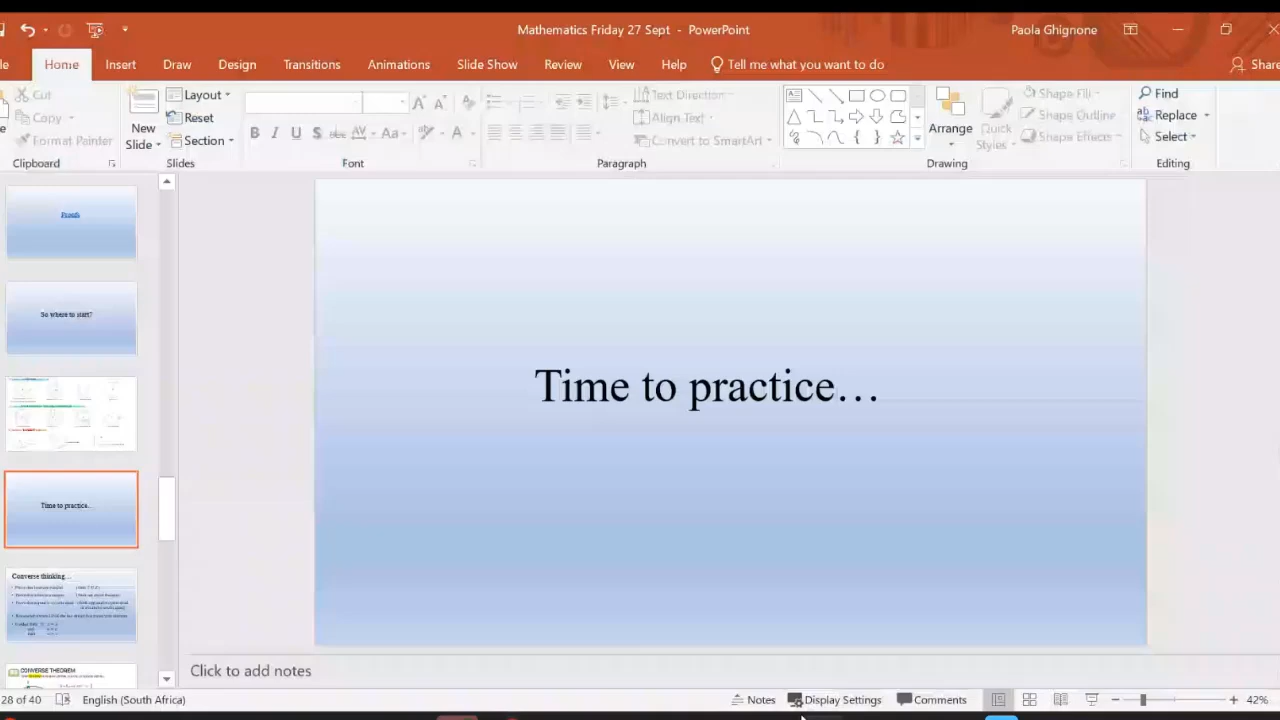 Mathematics Friday 27 Sept - PowerPoint
Paola Ghignone
Home Insert Draw Design Transitions Animations Slide Show Review View Help Tell me what you want to do Share
Cut
Copy
Format Painter
Clipboard
New
Slide
Layout
Reset
Section
Slides
Font
Text Direction
Align Text
Convert to SmartArt
Paragraph
Arrange
Quick
Styles
Shape Fill
Shape Outline
Shape Effects
Drawing
Find
Replace
Select
Editing
Proofs
So where to start?
Time to practice...
Converse thinking...
CONVERSE THEOREM
Time to practice…
Click to add notes
28 of 40 English (South Africa) Notes Display Settings Comments 42%